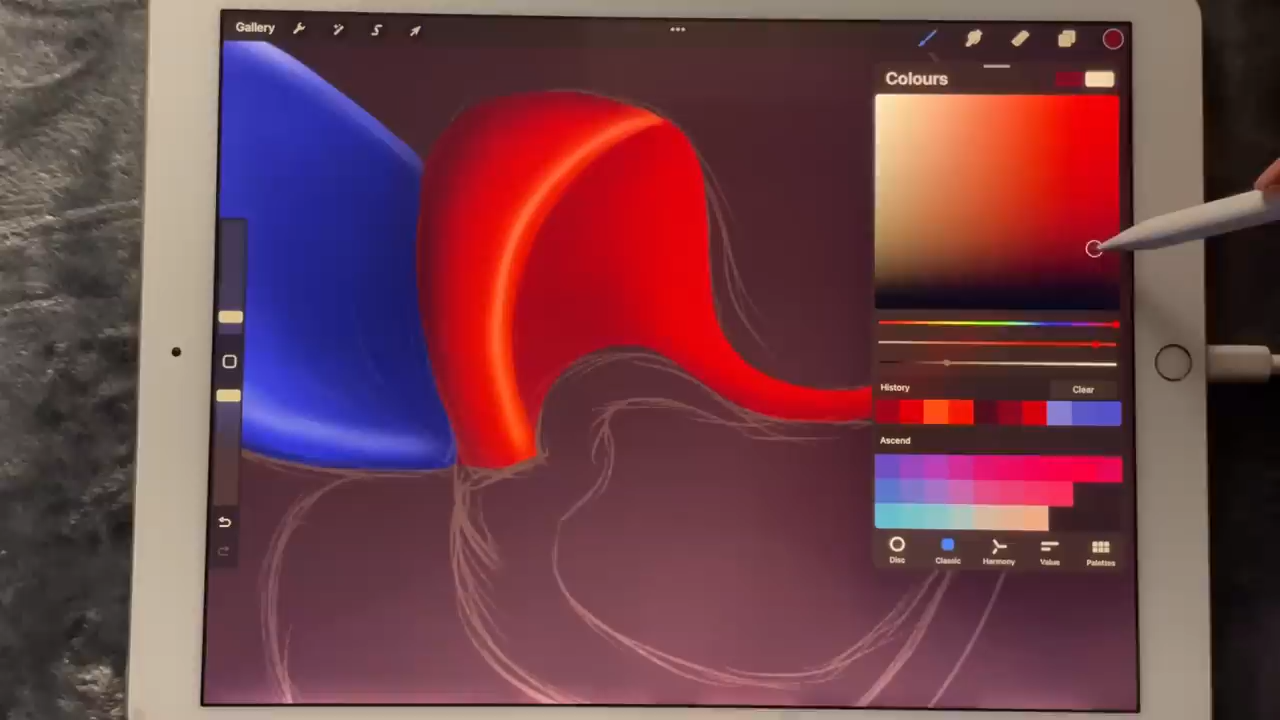 Gallery
Colours
History
Clear
Ascend
Disc
Classic
Harmony
Value
Palettes